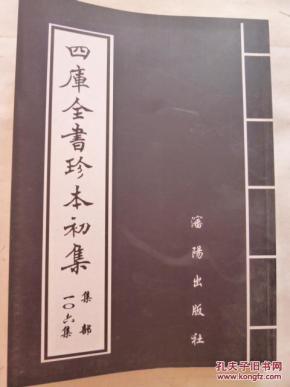 四庫全書珍本初集
集部
一〇六集
瀋陽出版社
孔夫子旧书网